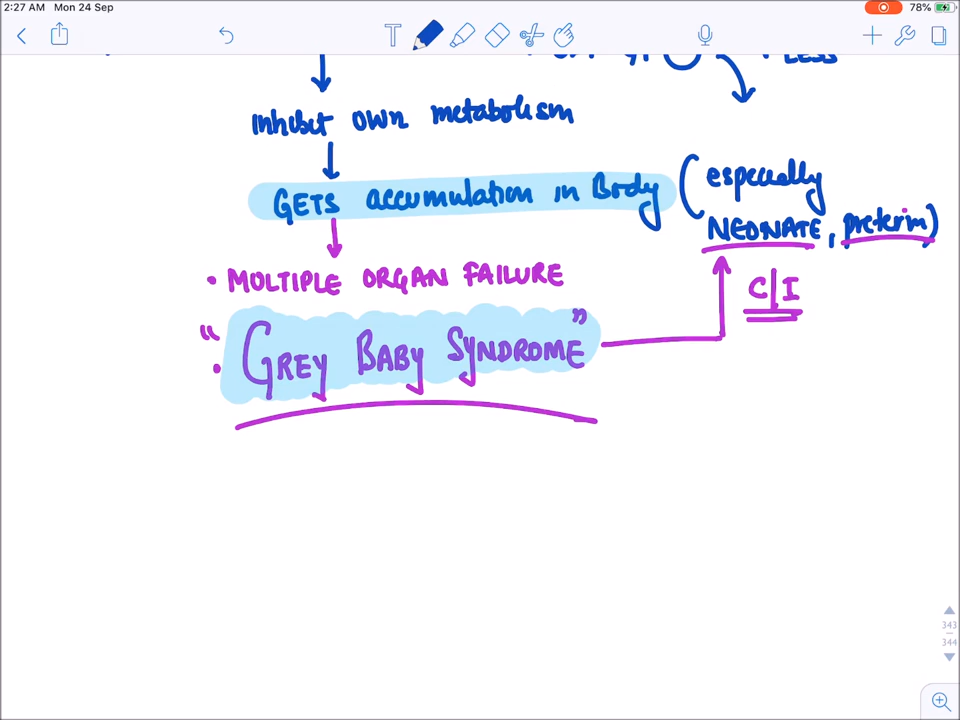 2:27 AM Mon 24 Sep
78%
T
LESS
Inhibit own metabolism
GETS accumulation in Body (especially
NEONATE, preterm)
• MULTIPLE ORGAN FAILURE
C/I
• "GREY BABY SYNDROME"
343
344